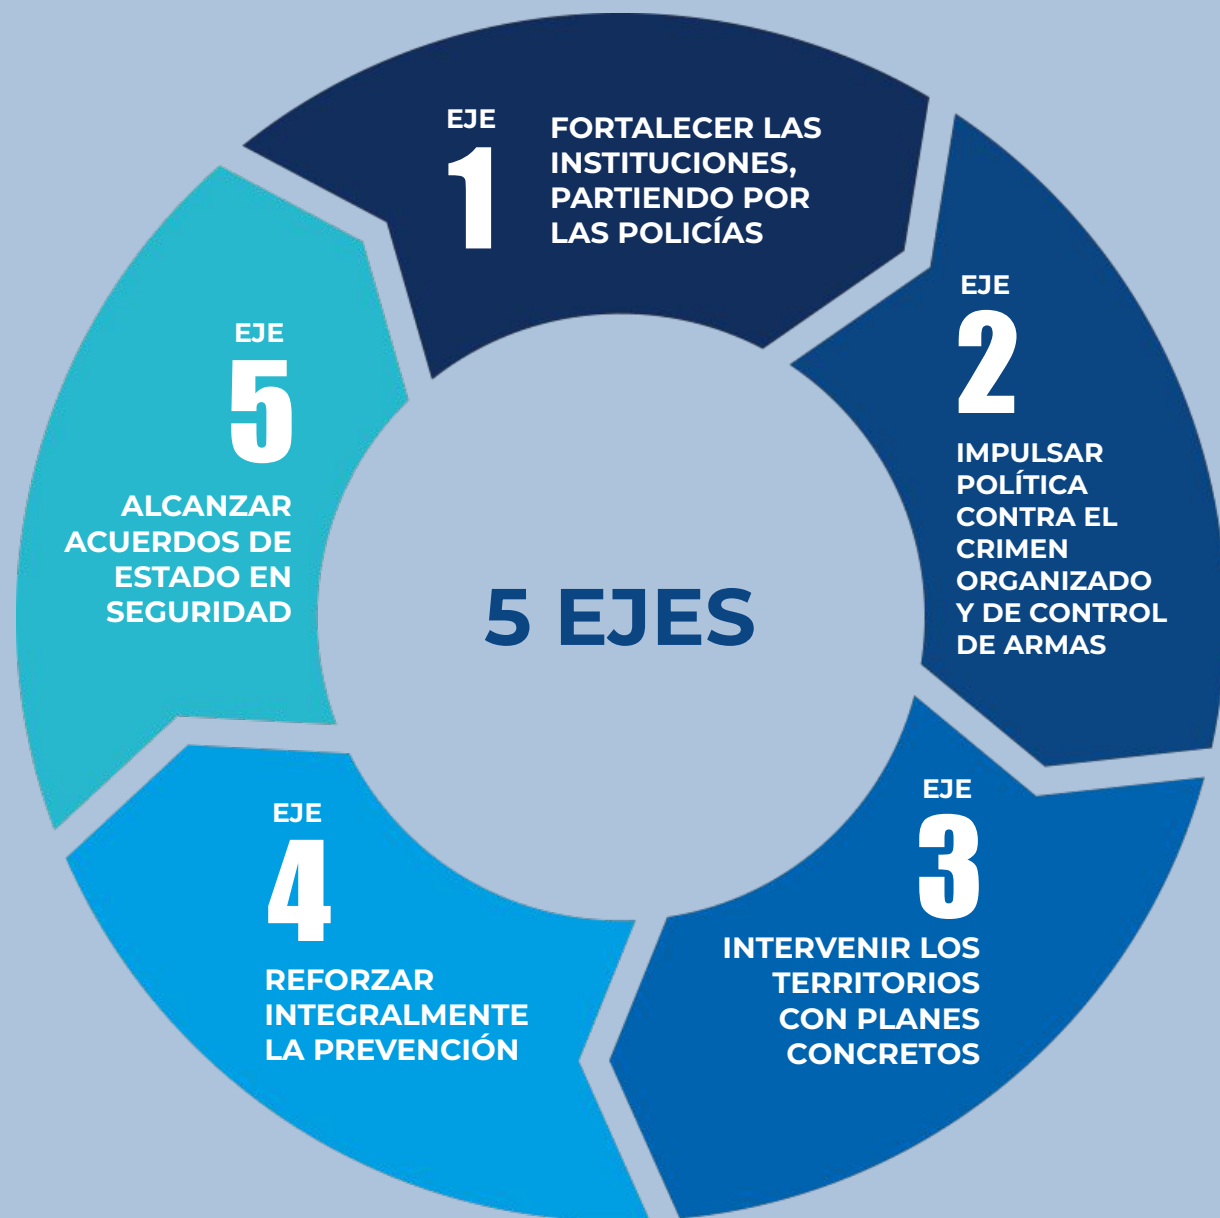 EJE
1
FORTALECER LAS
INSTITUCIONES,
PARTIENDO POR
LAS POLICÍAS
EJE
2
IMPULSAR
POLÍTICA
CONTRA EL
CRIMEN
ORGANIZADO
Y DE CONTROL
DE ARMAS
EJE
3
INTERVENIR LOS
TERRITORIOS
CON PLANES
CONCRETOS
EJE
4
REFORZAR
INTEGRALMENTE
LA PREVENCIÓN
EJE
5
ALCANZAR
ACUERDOS DE
ESTADO EN
SEGURIDAD
5 EJES